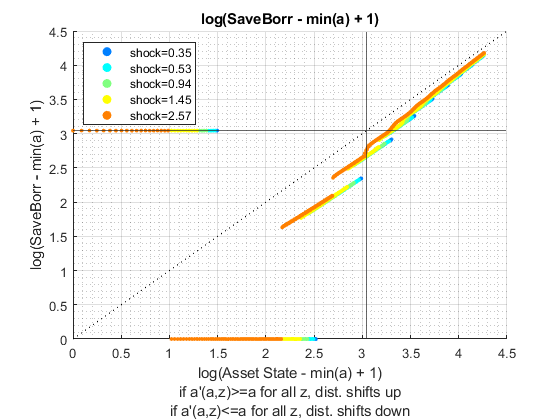 log(SaveBorr - min(a) + 1)
4.5
4
3.5
3
2.5
2
1.5
1
0.5
0
log(SaveBorr - min(a) + 1)
shock=0.35
shock=0.53
shock=0.94
shock=1.45
shock=2.57
0 0.5 1 1.5 2 2.5 3 3.5 4 4.5
log(Asset State - min(a) + 1)
if a'(a,z)>=a for all z, dist. shifts up
if a'(a,z)<=a for all z, dist. shifts down